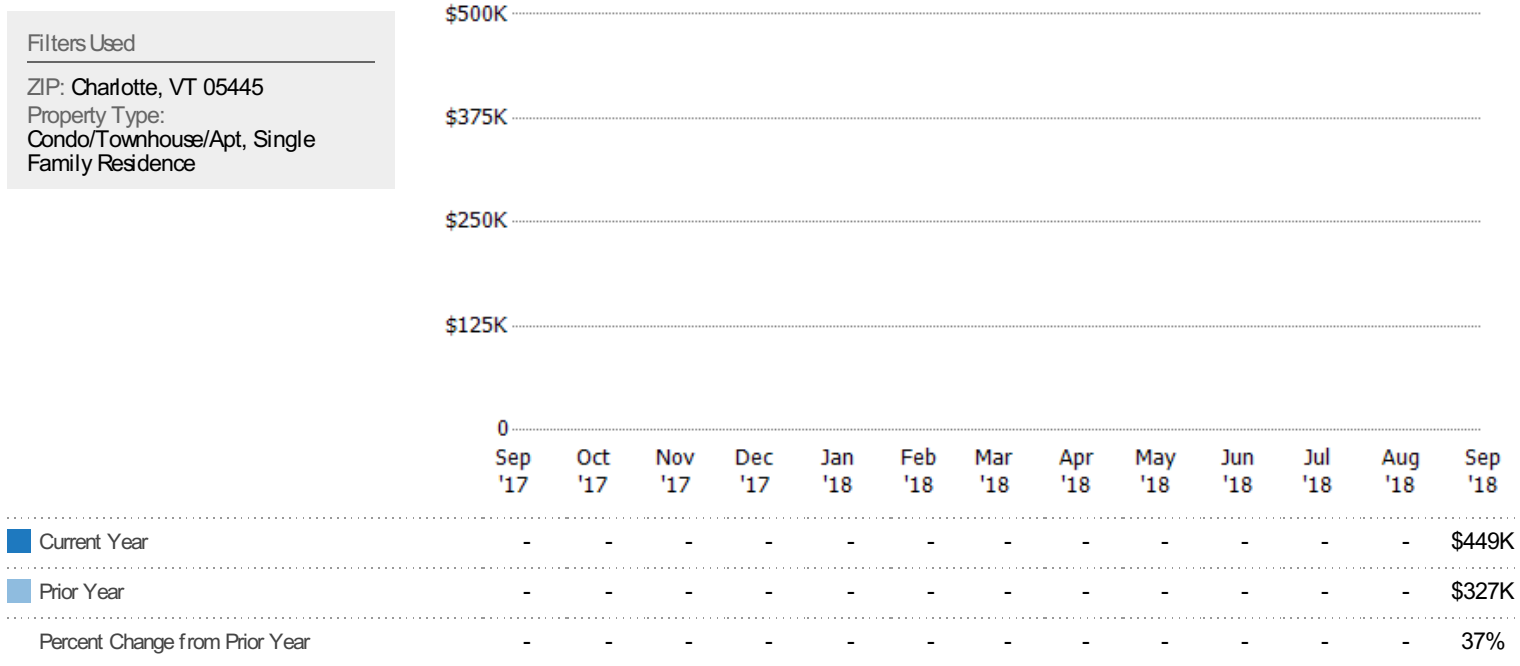 Filters Used
ZIP: Charlotte, VT 05445
Property Type:
Condo/Townhouse/Apt, Single
Family Residence
$500K
$375K
$250K
$125K
0
Sep Oct Nov Dec Jan Feb Mar Apr May Jun Jul Aug Sep
'17 '17 '17 '17 '18 '18 '18 '18 '18 '18 '18 '18 '18
Current Year - - - - - - - - - - - - $449K
Prior Year - - - - - - - - - - - - $327K
Percent Change from Prior Year - - - - - - - - - - - - 37%